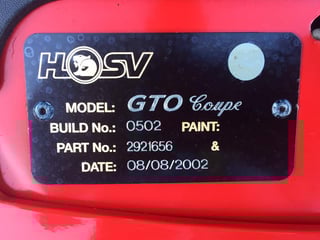 HSV
MODEL: GTO Coupe
BUILD No.: 0502 PAINT:
PART No.: 2921656 &
DATE: 08/08/2002